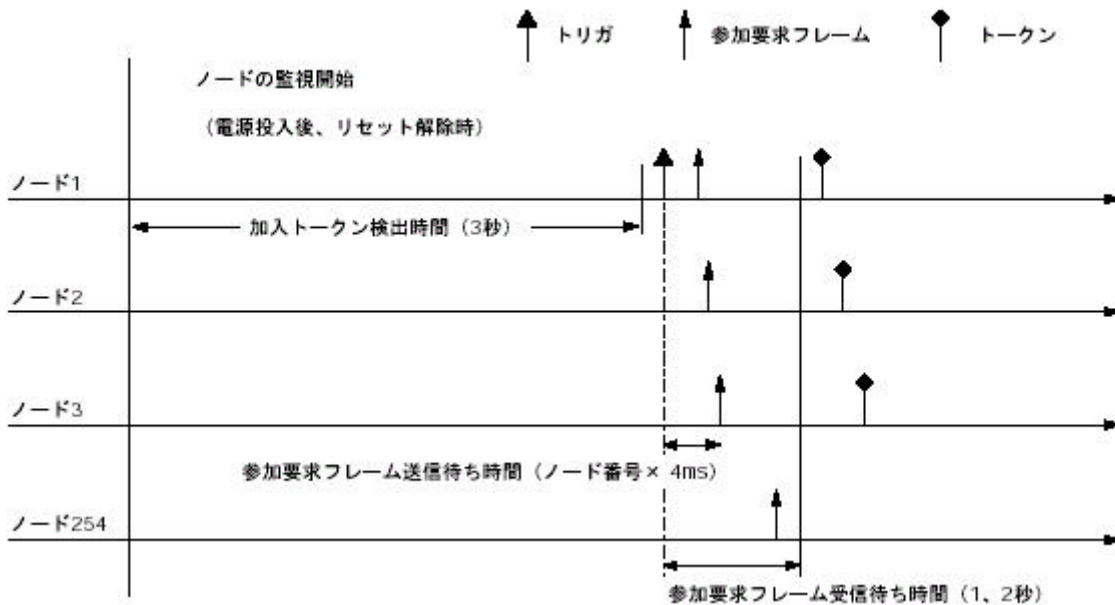 トリガ
参加要求フレーム
トークン
ノードの監視開始
（電源投入後、リセット解除時）
ノード1
加入トークン検出時間（3秒）
ノード2
ノード3
参加要求フレーム送信待ち時間（ノード番号× 4ms）
ノード254
参加要求フレーム受信待ち時間（1、2秒）